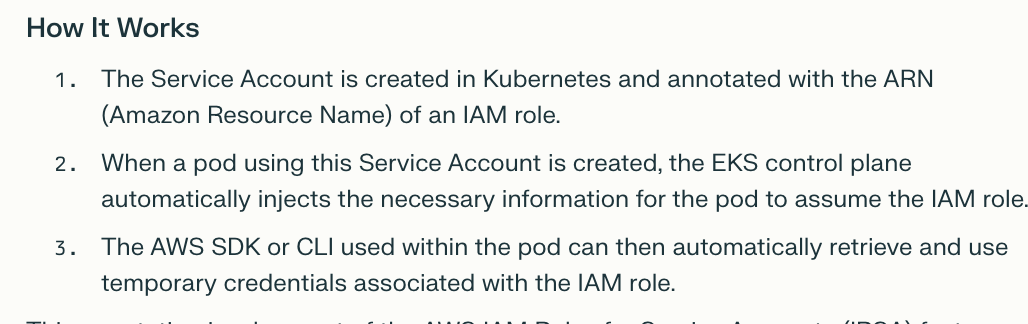 How It Works
1. The Service Account is created in Kubernetes and annotated with the ARN
(Amazon Resource Name) of an IAM role.
2. When a pod using this Service Account is created, the EKS control plane
automatically injects the necessary information for the pod to assume the IAM role.
3. The AWS SDK or CLI used within the pod can then automatically retrieve and use
temporary credentials associated with the IAM role.